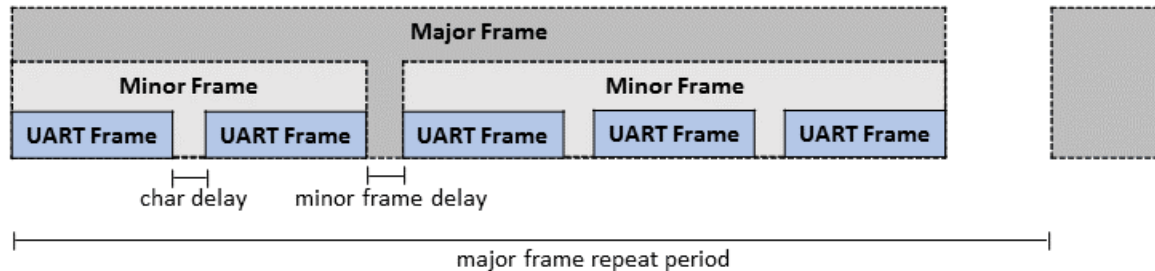 Major Frame
Minor Frame Minor Frame
UART Frame UART Frame UART Frame UART Frame UART Frame
char delay minor frame delay
major frame repeat period